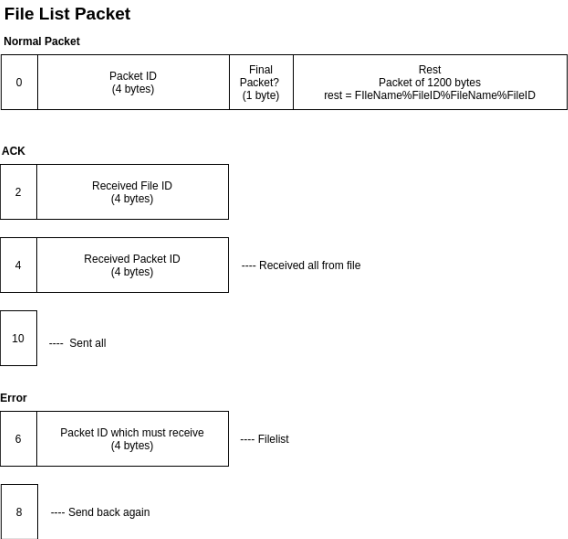 File List Packet
Normal Packet
0
Packet ID
(4 bytes)
Final
Packet?
(1 byte)
Rest
Packet of 1200 bytes
rest = FIleName%FileID%FileName%FileID
ACK
2
Received File ID
(4 bytes)
4
Received Packet ID
(4 bytes)
---- Received all from file
10
---- Sent all
Error
6
Packet ID which must receive
(4 bytes)
---- Filelist
8
---- Send back again